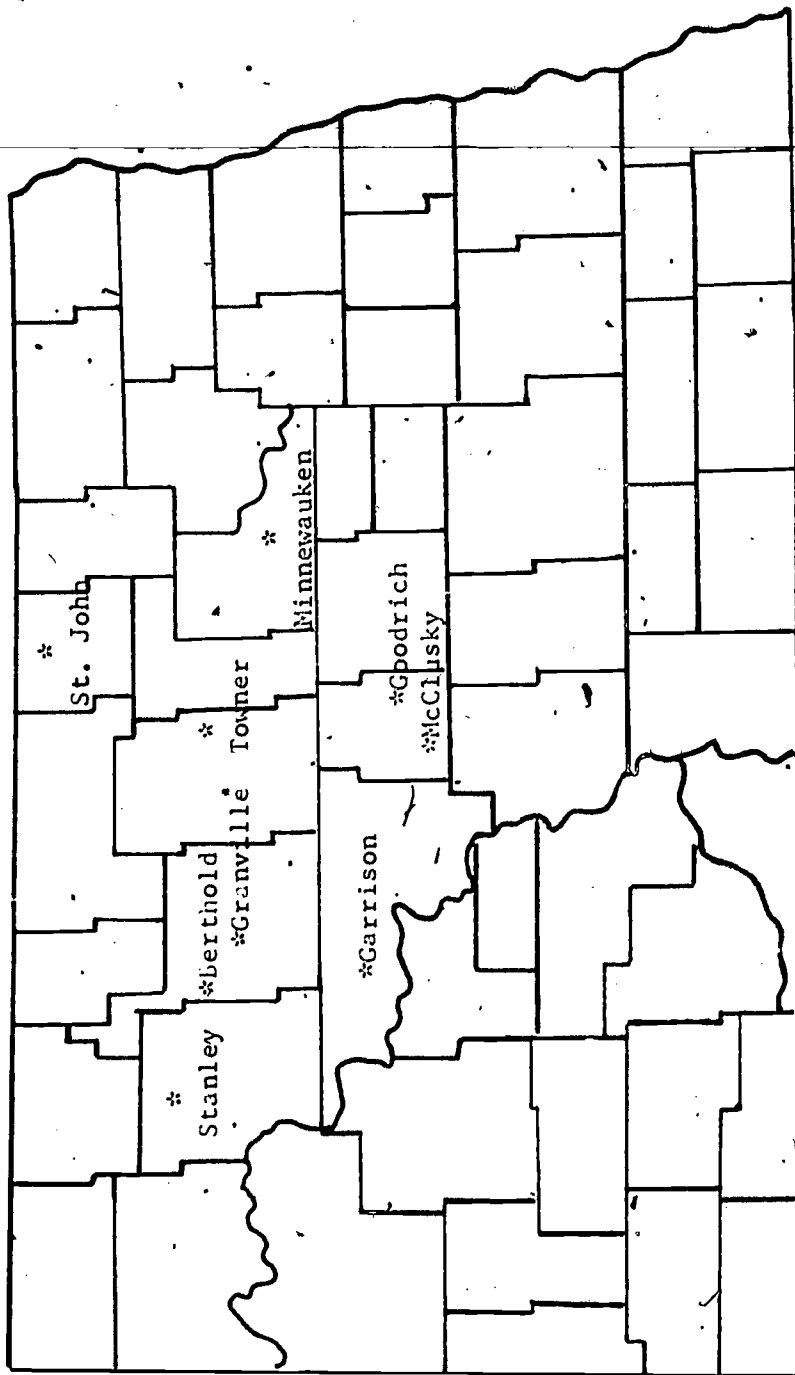 *
St. John
*
Stanley
*Berthold
*
*Granville
Towner
*
Minnewauken
*Garrison
*Goodrich
*McClusky